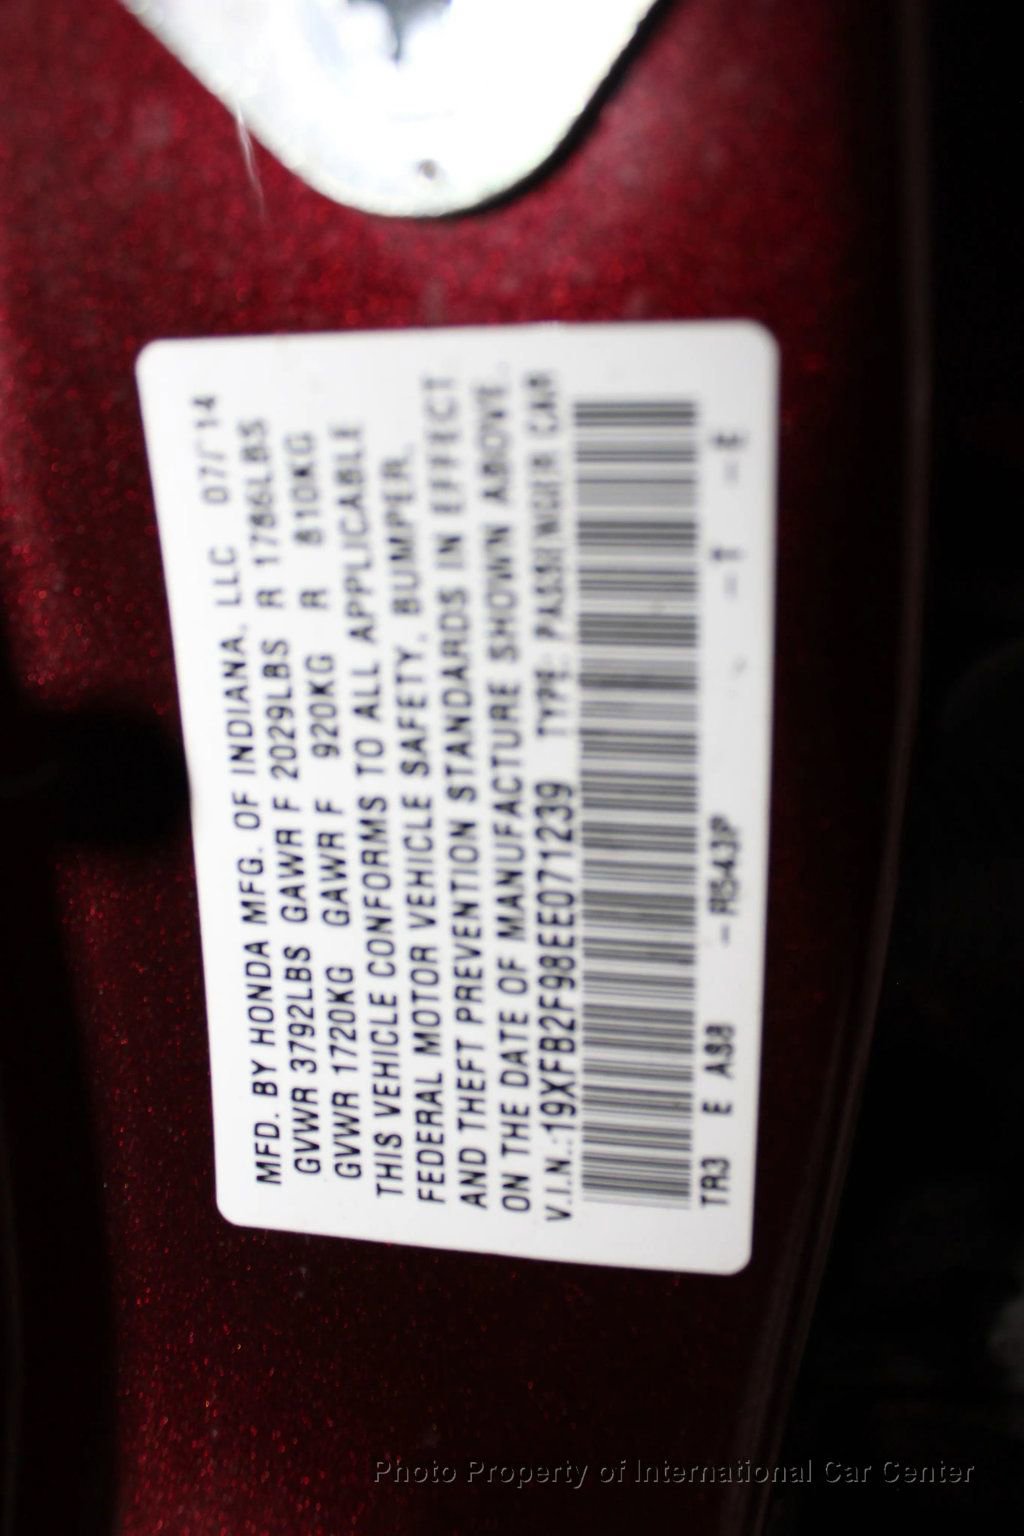 MFD. BY HONDA MFG. OF INDIANA. LLC 07/14
GVWR 3792LBS GAWR F 2029LBS R 1786LBS
GVWR 1720KG GAWR F 920KG R 810KG
THIS VEHICLE CONFORMS TO ALL APPLICABLE
FEDERAL MOTOR VEHICLE SAFETY, BUMPER,
AND THEFT PREVENTION STANDARDS IN EFFECT
ON THE DATE OF MANUFACTURE SHOWN ABOVE.
V.I.N.:19XFB2F98EE071239 TYPE: PASSENGER CAR
TR3 E A88 – R543P – T – E
Photo Property of International Car Center